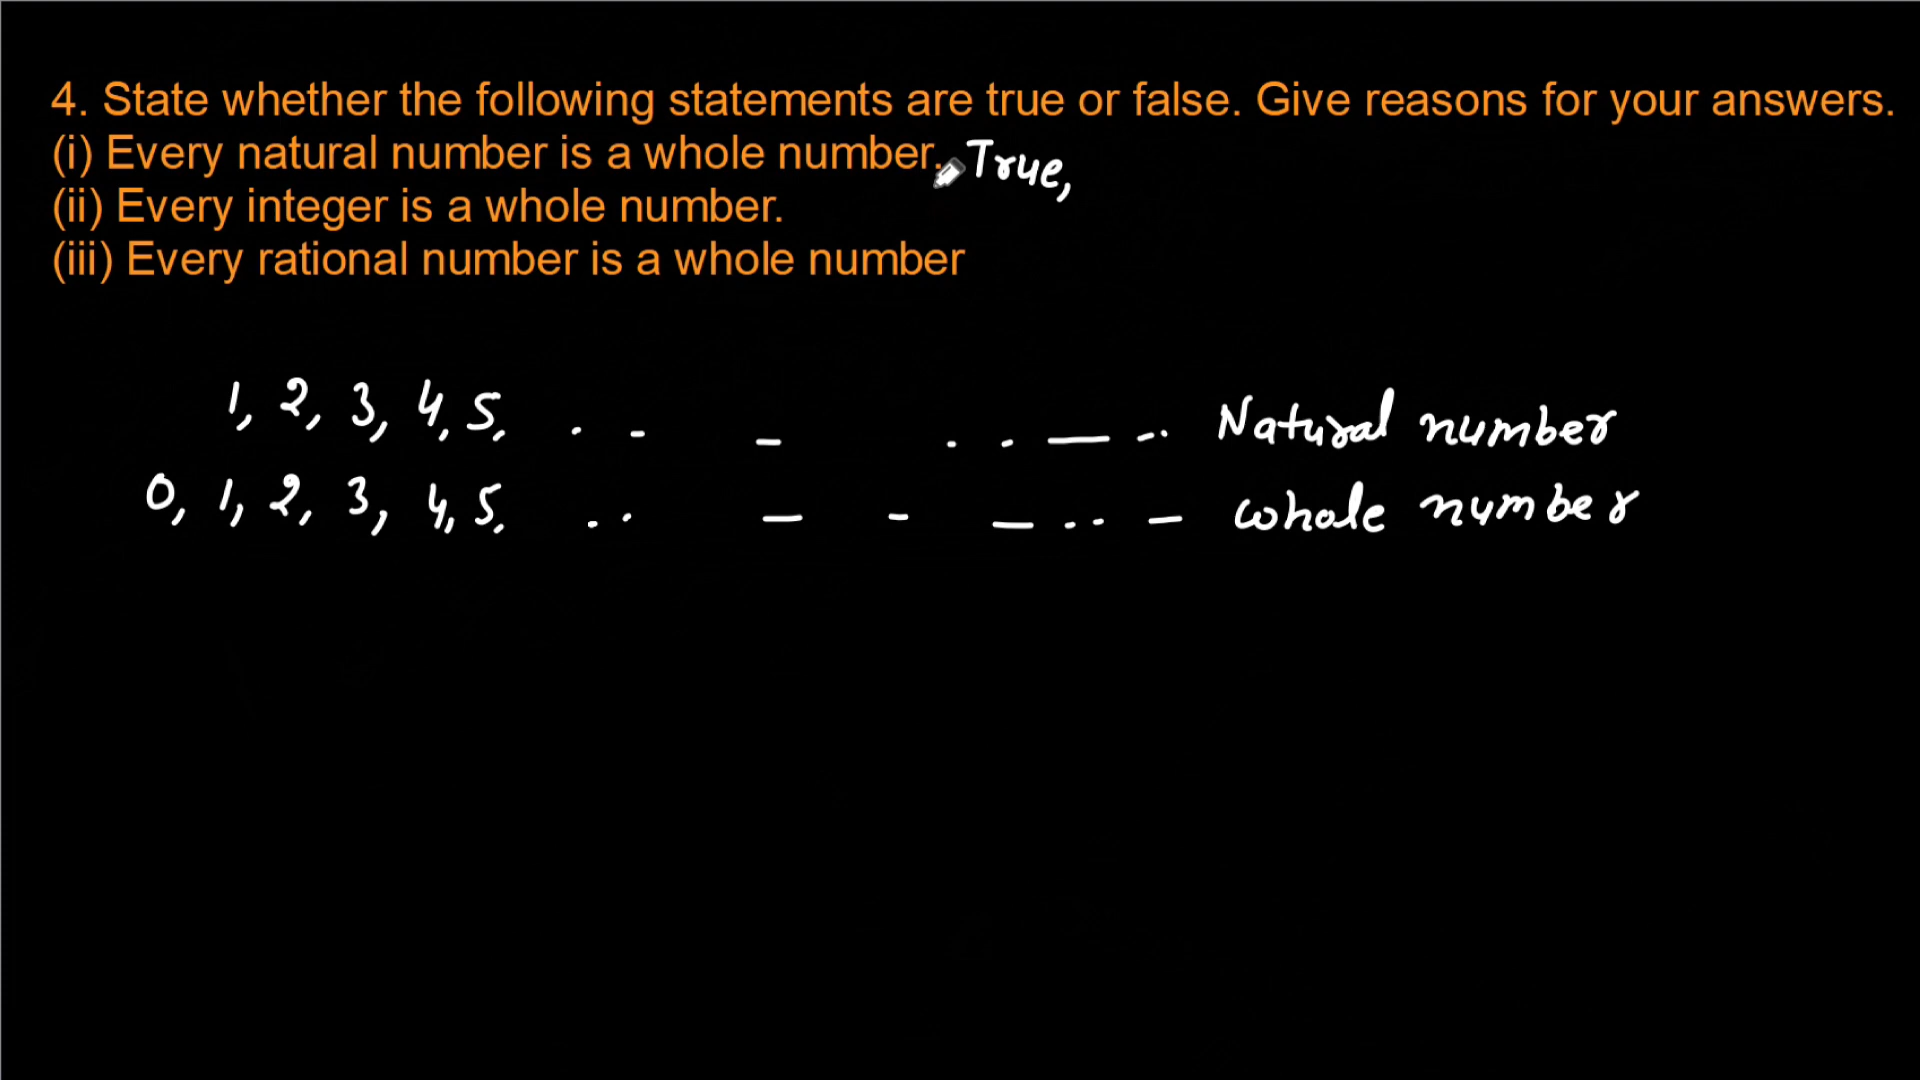 4. State whether the following statements are true or false. Give reasons for your answers.
(i) Every natural number is a whole number. True,
(ii) Every integer is a whole number.
(iii) Every rational number is a whole number
1, 2, 3, 4, 5, . . - . . — -.. Natural number
0, 1, 2, 3, 4, 5, . . — - — . - - — whole number